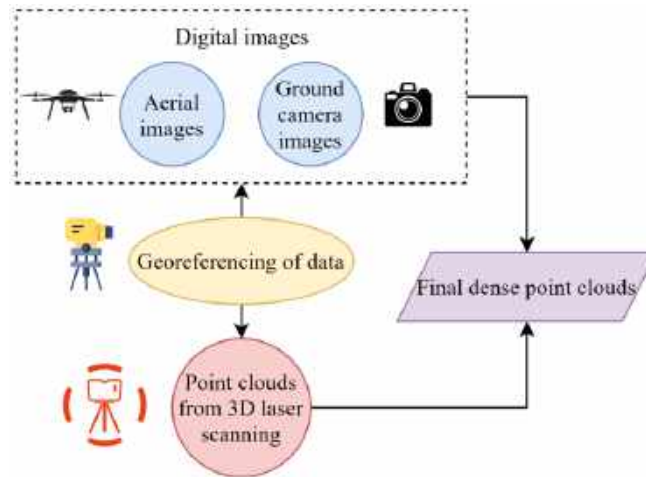 Digital images
Aerial
images
Ground
camera
images
Georeferencing of data
Final dense point clouds
Point clouds
from 3D laser
scanning